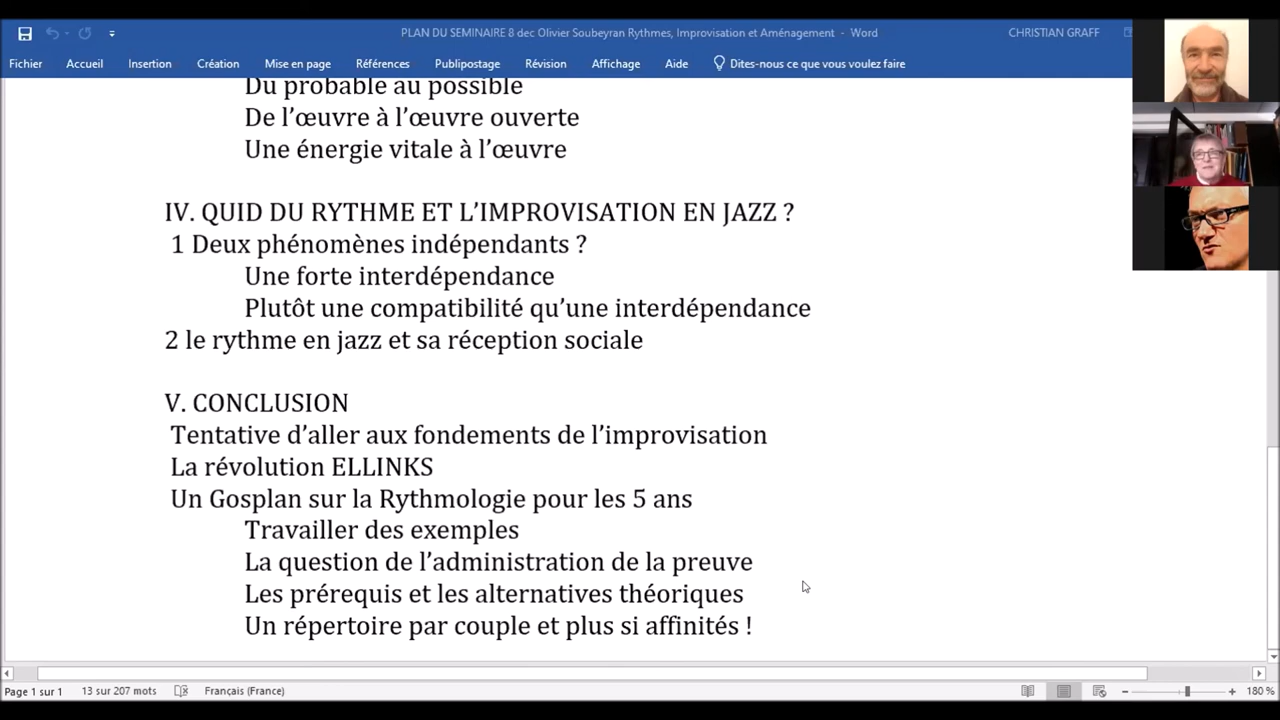 PLAN DU SEMINAIRE 8 dec Olivier Soubeyran Rythmes, Improvisation et Aménagement - Word
CHRISTIAN GRAFF
Fichier Accueil Insertion Création Mise en page Références Publipostage Révision Affichage Aide Dites-nous ce que vous voulez faire
Du probable au possible
De l'œuvre à l'œuvre ouverte
Une énergie vitale à l'œuvre
IV. QUID DU RYTHME ET L'IMPROVISATION EN JAZZ ?
1 Deux phénomènes indépendants ?
Une forte interdépendance
Plutôt une compatibilité qu'une interdépendance
2 le rythme en jazz et sa réception sociale
V. CONCLUSION
Tentative d'aller aux fondements de l'improvisation
La révolution ELLINKS
Un Gosplan sur la Rythmologie pour les 5 ans
Travailler des exemples
La question de l'administration de la preuve
Les prérequis et les alternatives théoriques
Un répertoire par couple et plus si affinités !
Page 1 sur 1 13 sur 207 mots Français (France) 180 %